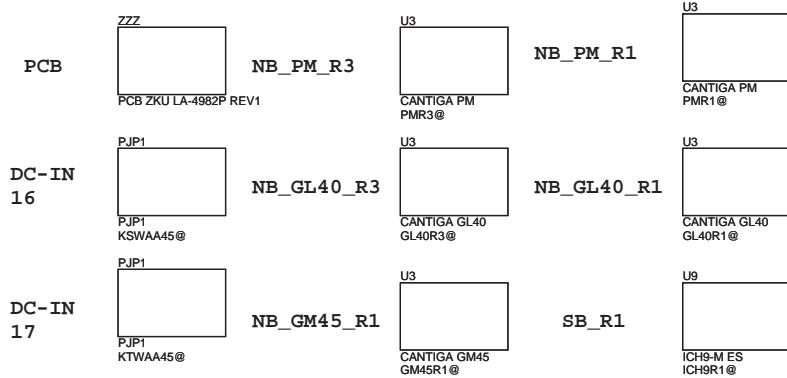 ZZZ
PCB
PCB ZKU LA-4982P REV1
U3
NB_PM_R3
CANTIGA PM
PMR3@
U3
NB_PM_R1
CANTIGA PM
PMR1@
PJP1
DC-IN
16
PJP1
KSWAA45@
U3
NB_GL40_R3
CANTIGA GL40
GL40R3@
U3
NB_GL40_R1
CANTIGA GL40
GL40R1@
PJP1
DC-IN
17
PJP1
KTWAA45@
U3
NB_GM45_R1
CANTIGA GM45
GM45R1@
U9
SB_R1
ICH9-M ES
ICH9R1@